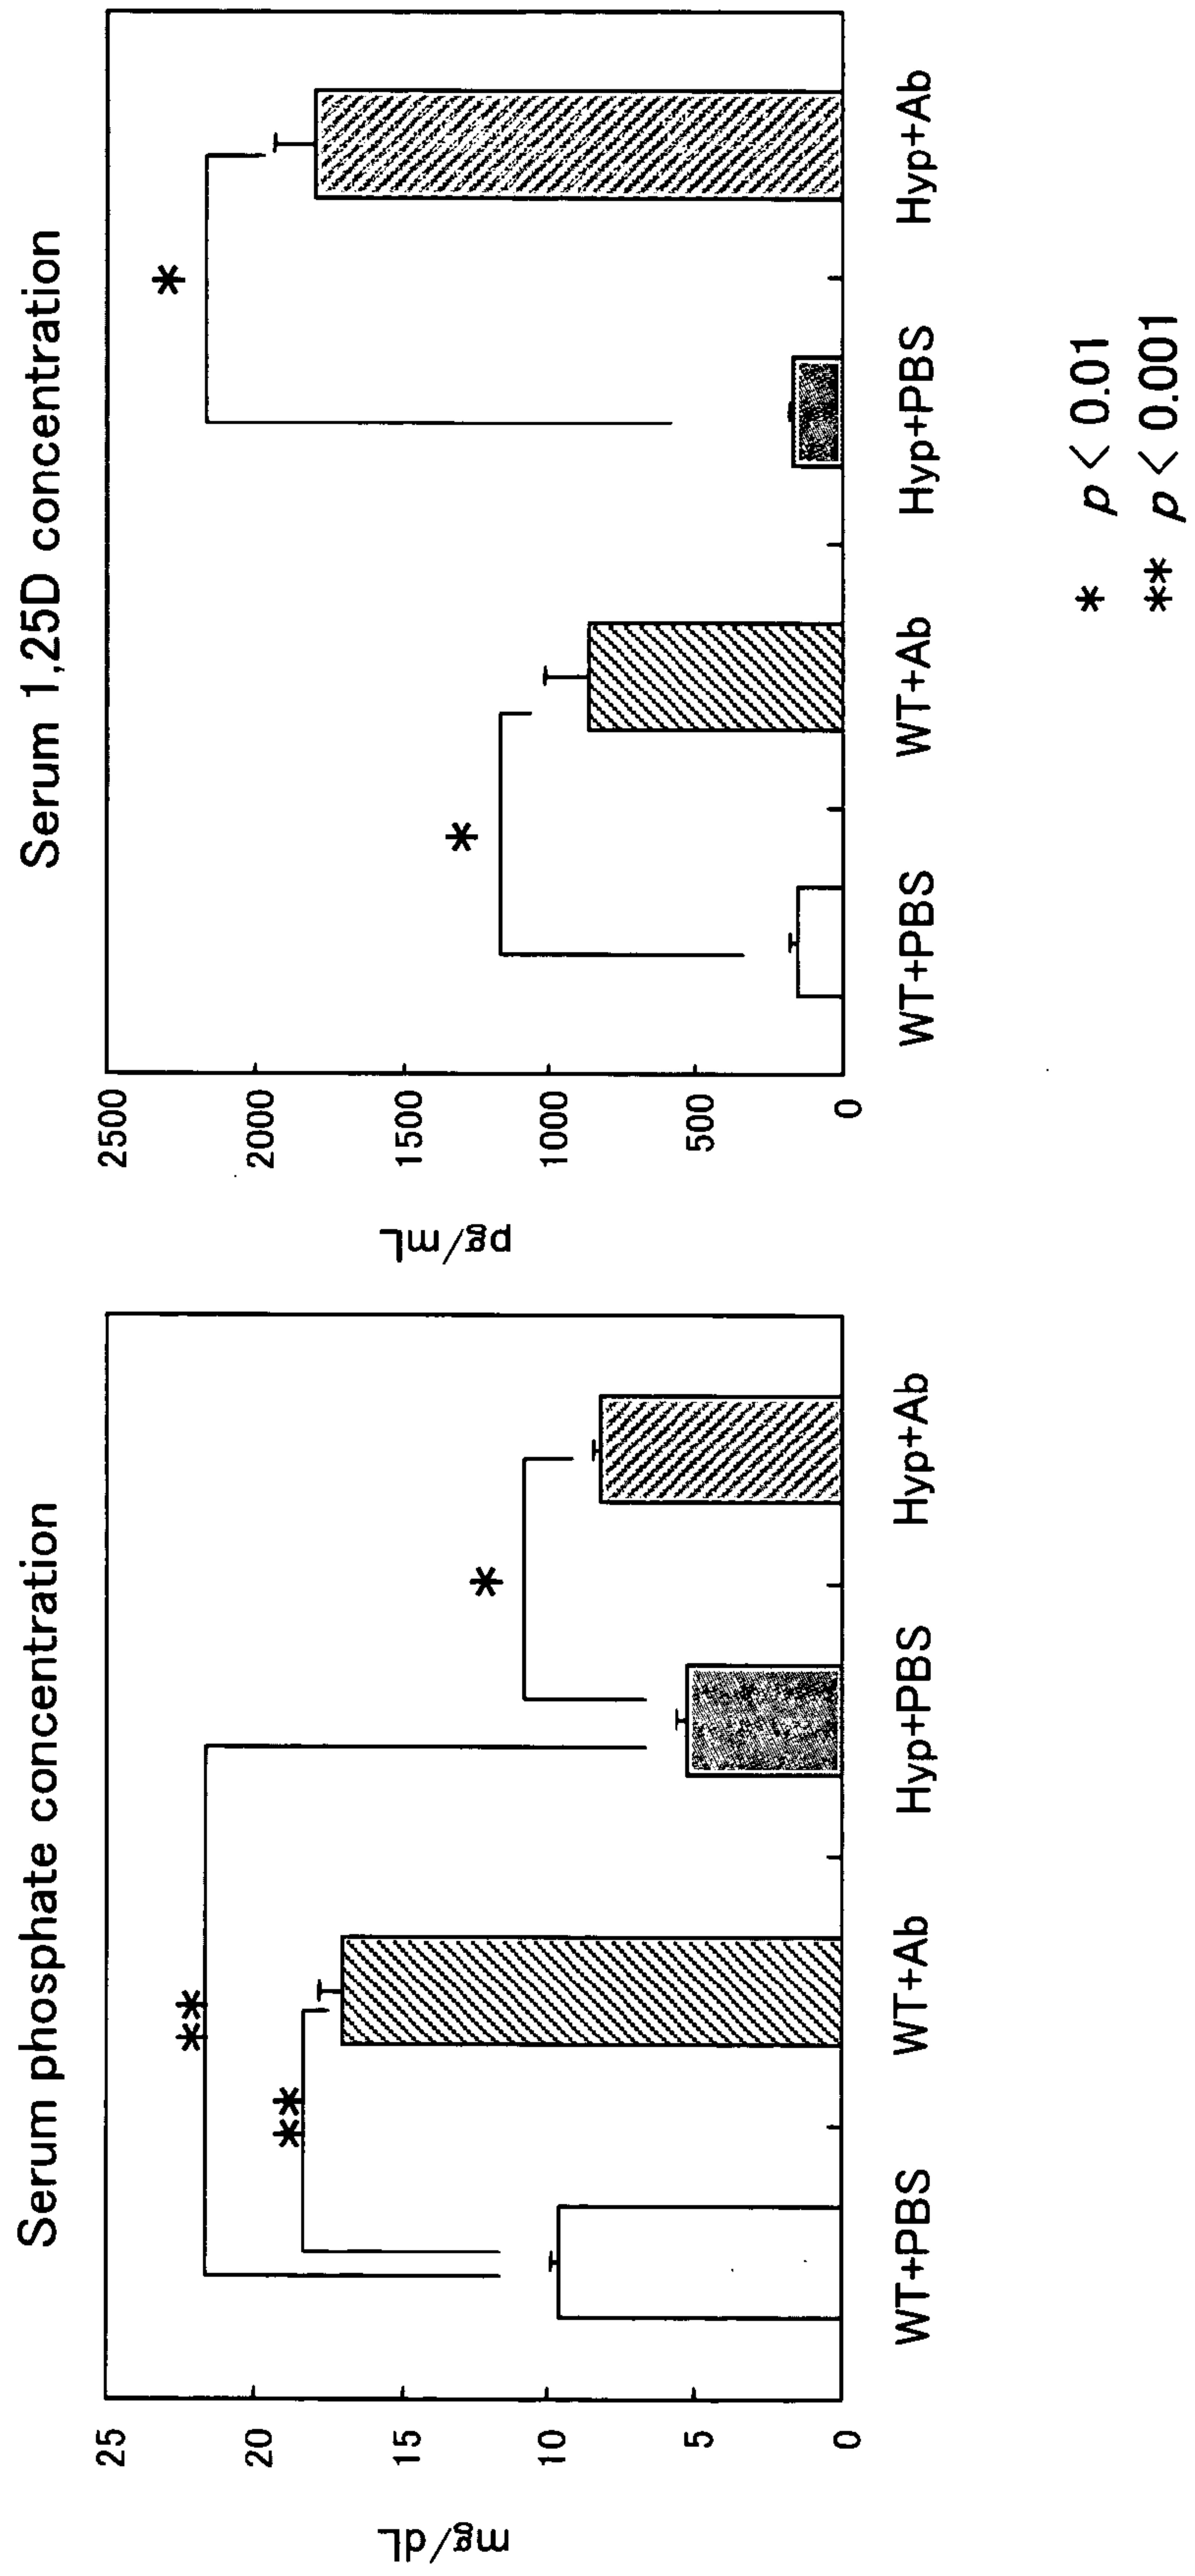 Serum phosphate concentration
mg/dL
25
20
15
10
5
0
**
**
*
WT+PBS
WT+Ab
Hyp+PBS
Hyp+Ab
Serum 1,25D concentration
pg/mL
2500
2000
1500
1000
500
0
*
*
WT+PBS
WT+Ab
Hyp+PBS
Hyp+Ab
* p < 0.01
** p < 0.001